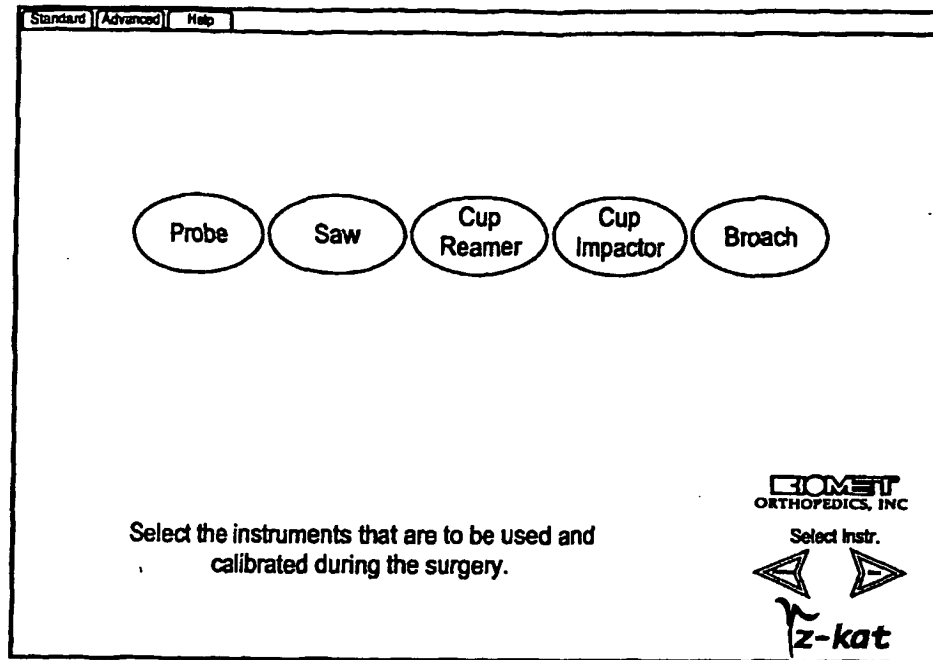 Standard Advanced Help
Probe Saw Cup Reamer Cup Impactor Broach
BIOMET
ORTHOPEDICS, INC
Select the instruments that are to be used and
calibrated during the surgery.
Select Instr.
z-kat